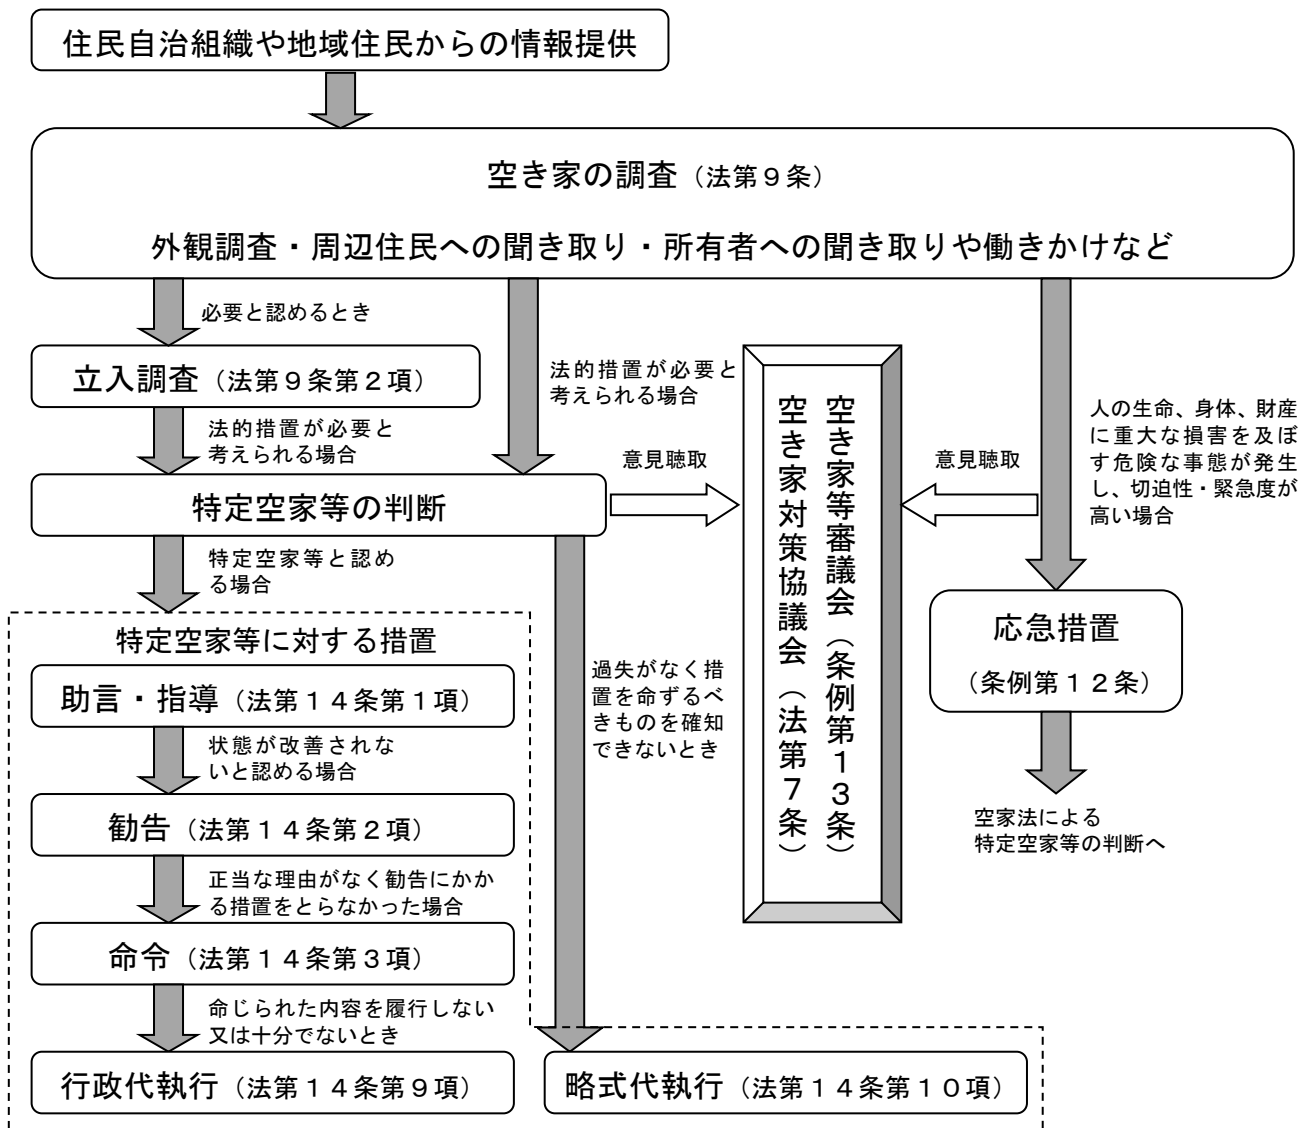 住民自治組織や地域住民からの情報提供
空き家の調査（法第９条）
外観調査・周辺住民への聞き取り・所有者への聞き取りや働きかけなど
必要と認めるとき
立入調査（法第９条第２項）
法的措置が必要と
考えられる場合
法的措置が必要と
考えられる場合
特定空家等の判断
意見聴取
空き家等審議会（条例第１３条）
空き家対策協議会（法第７条）
意見聴取
人の生命、身体、財産
に重大な損害を及ぼ
す危険な事態が発生
し、切迫性・緊急度が
高い場合
特定空家等と認め
る場合
応急措置
（条例第１２条）
空家法による
特定空家等の判断へ
過失がなく措
置を命ずるべ
きものを確知
できないとき
特定空家等に対する措置
助言・指導（法第１４条第１項）
状態が改善されな
いと認める場合
勧告（法第１４条第２項）
正当な理由がなく勧告にかか
る措置をとらなかった場合
命令（法第１４条第３項）
命じられた内容を履行しない
又は十分でないとき
行政代執行（法第１４条第９項）
略式代執行（法第１４条第１０項）